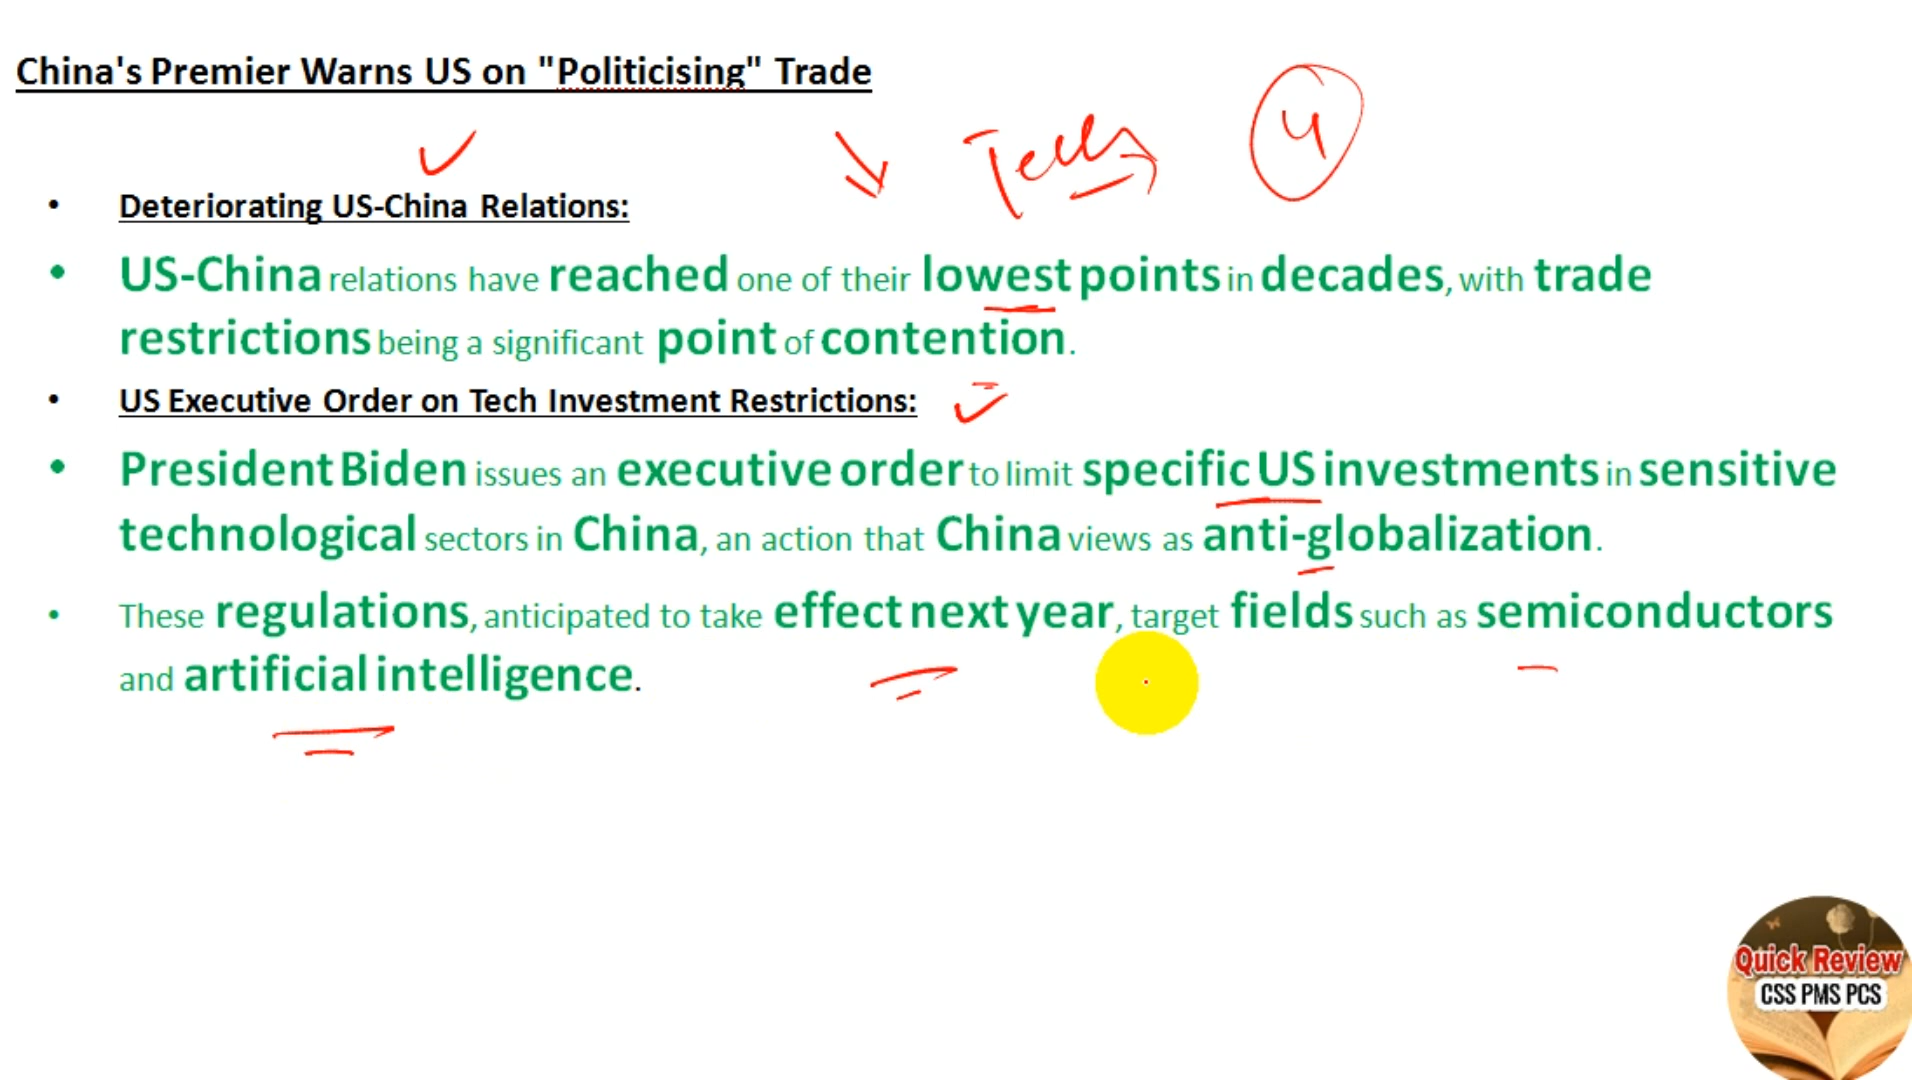 China's Premier Warns US on "Politicising" Trade
Tech
4
• Deteriorating US-China Relations:
• US-China relations have reached one of their lowest points in decades, with trade
restrictions being a significant point of contention.
• US Executive Order on Tech Investment Restrictions:
• President Biden issues an executive order to limit specific US investments in sensitive
technological sectors in China, an action that China views as anti-globalization.
• These regulations, anticipated to take effect next year, target fields such as semiconductors
and artificial intelligence.
Quick Review
CSS PMS PCS